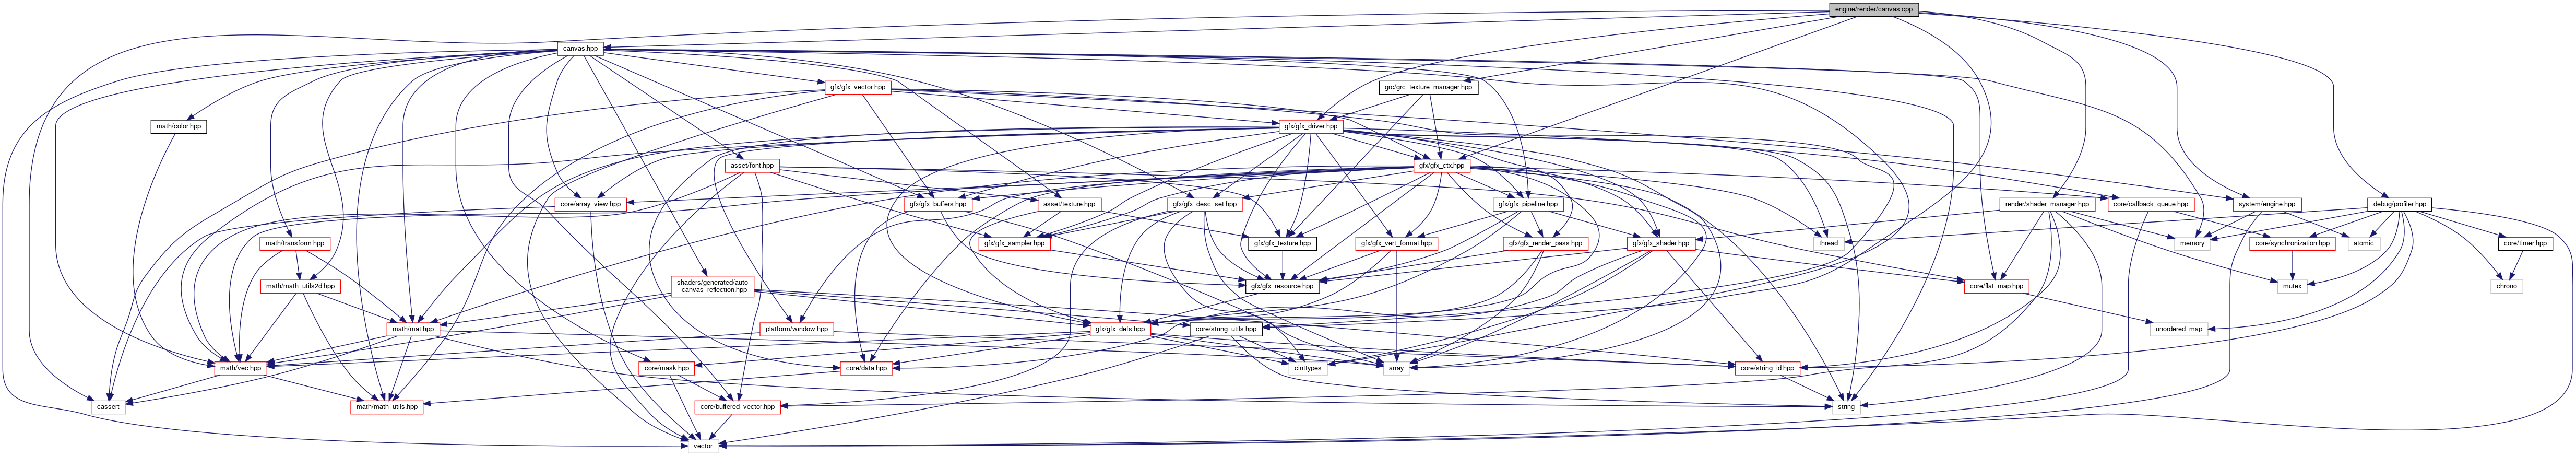 engine/render/canvas.cpp
canvas.hpp
gfx/gfx_vector.hpp
grc/grc_texture_manager.hpp
math/color.hpp
gfx/gfx_driver.hpp
asset/font.hpp
gfx/gfx_ctx.hpp
core/array_view.hpp
gfx/gfx_buffers.hpp
asset/texture.hpp
gfx/gfx_desc_set.hpp
gfx/gfx_pipeline.hpp
render/shader_manager.hpp
core/callback_queue.hpp
system/engine.hpp
debug/profiler.hpp
math/transform.hpp
gfx/gfx_sampler.hpp
gfx/gfx_texture.hpp
gfx/gfx_vert_format.hpp
gfx/gfx_render_pass.hpp
gfx/gfx_shader.hpp
thread
memory
core/synchronization.hpp
atomic
core/timer.hpp
math/math_utils2d.hpp
shaders/generated/auto
_canvas_reflection.hpp
gfx/gfx_resource.hpp
core/flat_map.hpp
mutex
chrono
math/mat.hpp
platform/window.hpp
gfx/gfx_defs.hpp
core/string_utils.hpp
unordered_map
math/vec.hpp
core/mask.hpp
core/data.hpp
cinttypes
array
core/string_id.hpp
cassert
math/math_utils.hpp
core/buffered_vector.hpp
string
vector